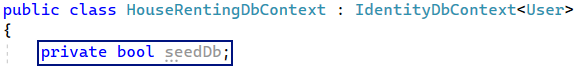 public class HouseRentingDbContext : IdentityDbContext<User>
{
private bool seedDb;